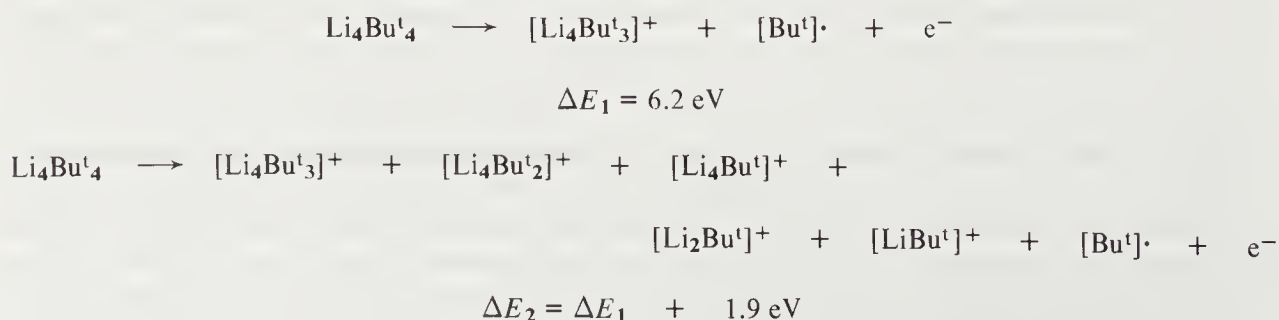 Li₄Buᵗ₄ ⟶ [Li₄Buᵗ₃]⁺ + [Buᵗ]· + e⁻
ΔE₁ = 6.2 eV
Li₄Buᵗ₄ ⟶ [Li₄Buᵗ₃]⁺ + [Li₄Buᵗ₂]⁺ + [Li₄Buᵗ]⁺ +
[Li₂Buᵗ]⁺ + [LiBuᵗ]⁺ + [Buᵗ]· + e⁻
ΔE₂ = ΔE₁ + 1.9 eV